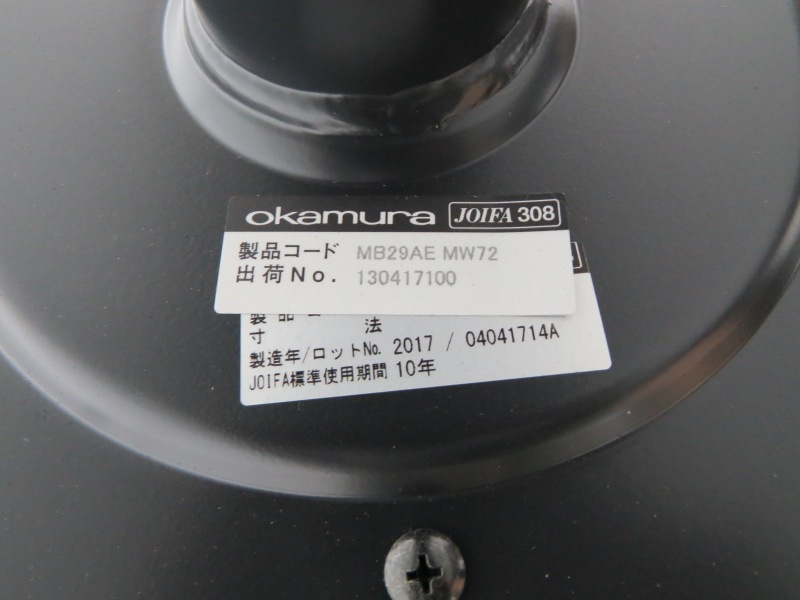 okamura JOIFA 308
製品コード MB29AE MW72
出荷No. 130417100
製品
寸 法
製造年/ロットNo. 2017 / 04041714A
JOIFA標準使用期間 10年